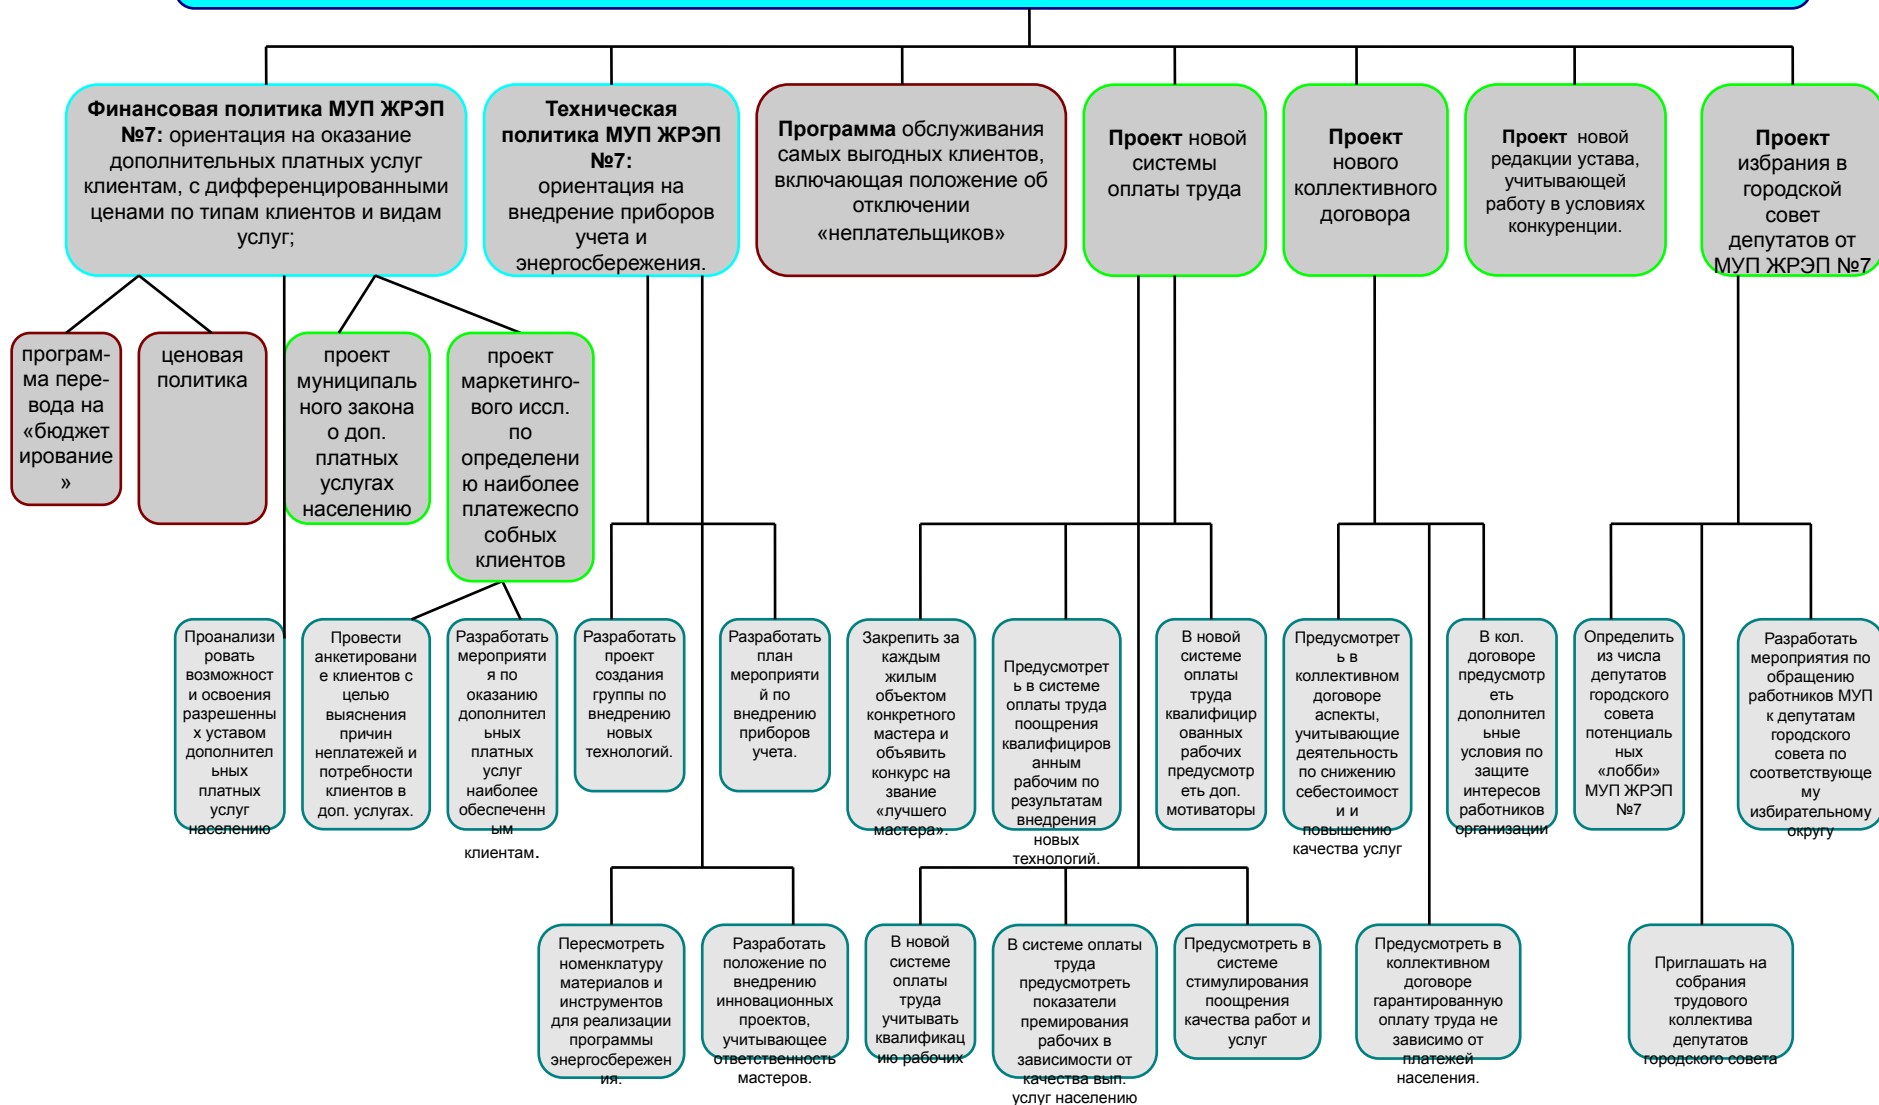 Финансовая политика МУП ЖРЭП
№7: ориентация на оказание
дополнительных платных услуг
клиентам, с дифференцированными
ценами по типам клиентов и видам
услуг;
Техническая
политика МУП ЖРЭП
№7:
ориентация на
внедрение приборов
учета и
энергосбережения.
Программа обслуживания
самых выгодных клиентов,
включающая положение об
отключении
«неплательщиков»
Проект новой
системы
оплаты труда
Проект
нового
коллективного
договора
Проект новой
редакции устава,
учитывающей
работу в условиях
конкуренции.
Проект
избрания в
городской
совет
депутатов от
МУП ЖРЭП №7
програм-
ма пере-
вода на
«бюджет
ирование
»
ценовая
политика
проект
муниципаль
ного закона
о доп.
платных
услугах
населению
проект
маркетинго-
вого иссл.
по
определени
ю наиболее
платежеспо
собных
клиентов
Проанализи
ровать
возможност
и освоения
разрешенны
х уставом
дополнител
ьных
платных
услуг
населению
Провести
анкетировани
е клиентов с
целью
выяснения
причин
неплатежей и
потребности
клиентов в
доп. услугах.
Разработать
мероприяти
я по
оказанию
дополнител
ьных
платных
услуг
наиболее
обеспеченн
ым
клиентам.
Разработать
проект
создания
группы по
внедрению
новых
технологий.
Разработать
план
мероприяти
й по
внедрению
приборов
учета.
Закрепить за
каждым
жилым
объектом
конкретного
мастера и
объявить
конкурс на
звание
«лучшего
мастера».
Предусмотрет
ь в системе
оплаты труда
поощрения
квалифициров
анным
рабочим по
результатам
внедрения
новых
технологий.
В новой
системе
оплаты
труда
квалифицир
ованных
рабочих
предусмотр
еть доп.
мотиваторы
Предусмотрет
ь в
коллективном
договоре
аспекты,
учитывающие
деятельность
по снижению
себестоимост
и и
повышению
качества услуг
В кол.
договоре
предусмотр
еть
дополнител
ьные
условия по
защите
интересов
работников
организации
Определить
из числа
депутатов
городского
совета
потенциаль
ных
«лобби»
МУП ЖРЭП
№7
Разработать
мероприятия по
обращению
работников МУП
к депутатам
городского
совета по
соответствующе
му
избирательному
округу
Пересмотреть
номенклатуру
материалов и
инструментов
для реализации
программы
энергосбережен
ия.
Разработать
положение по
внедрению
инновационных
проектов,
учитывающее
ответственность
мастеров.
В новой
системе
оплаты
труда
учитывать
квалификац
ию рабочих
В системе оплаты
труда
предусмотреть
показатели
премирования
рабочих в
зависимости от
качества вып.
услуг населению
Предусмотреть в
системе
стимулирования
поощрения
качества работ и
услуг
Предусмотреть в
коллективном
договоре
гарантированную
оплату труда не
зависимо от
платежей
населения.
Приглашать на
собрания
трудового
коллектива
депутатов
городского совета